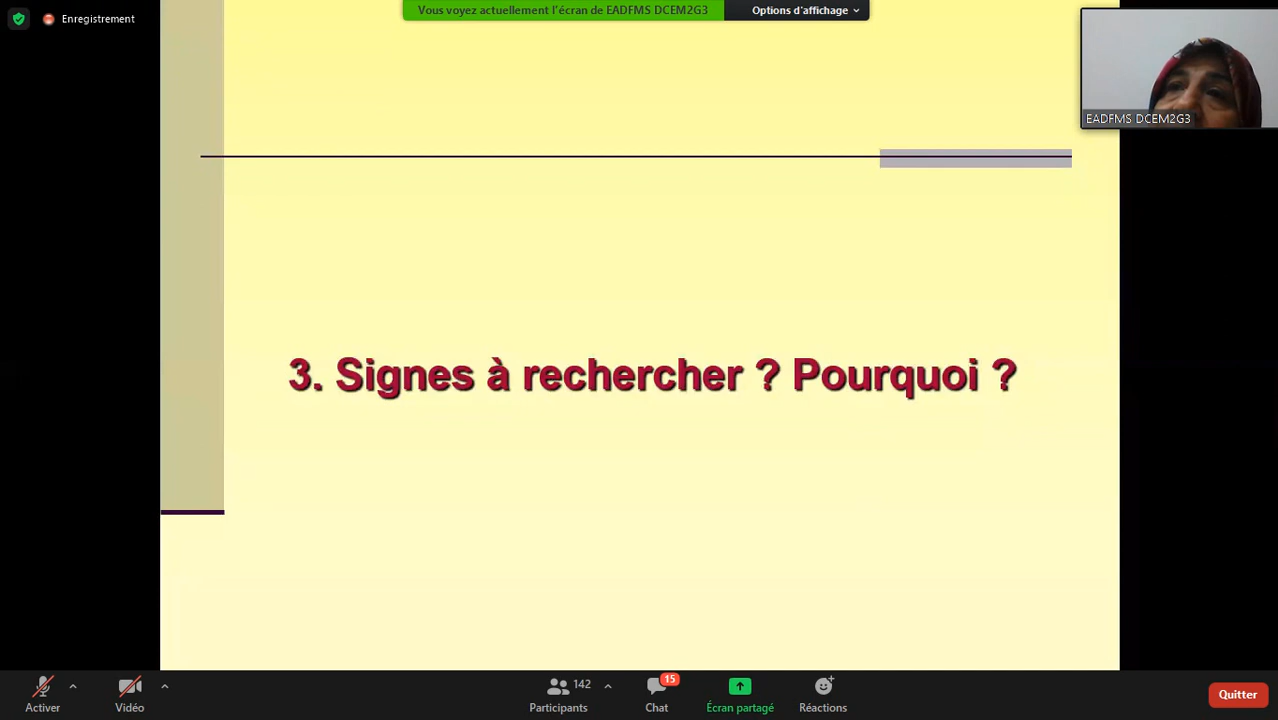 Enregistrement
Vous voyez actuellement l'écran de EADFMS DCEM2G3
Options d'affichage
EADFMS DCEM2G3
3. Signes à rechercher ? Pourquoi ?
Activer
Vidéo
142
Participants
15
Chat
Écran partagé
Réactions
Quitter